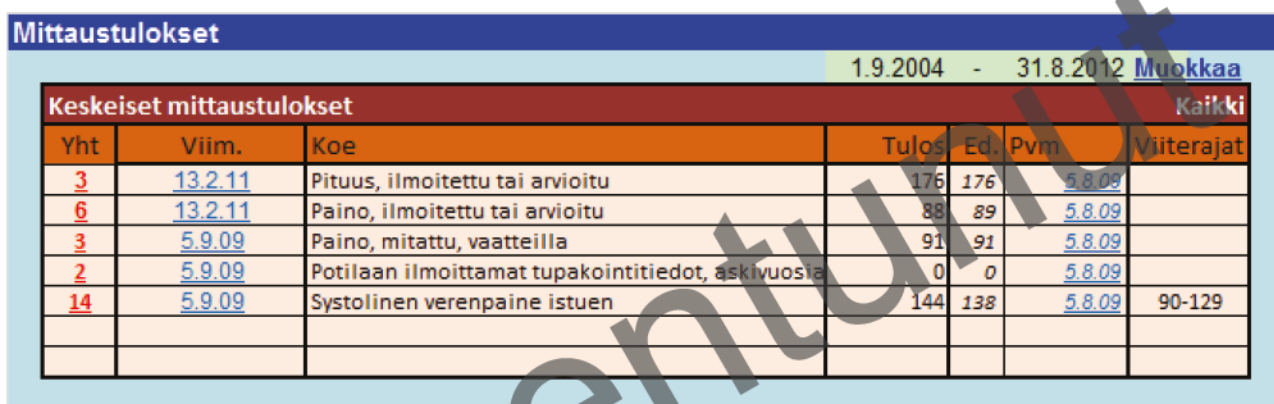 Mittaustulokset
1.9.2004 - 31.8.2012 Muokkaa
Keskeiset mittaustulokset Kaikki
Yht Viim. Koe Tulos Ed. Pvm Viiterajat
3 13.2.11 Pituus, ilmoitettu tai arvioitu 176 176 5.8.09
6 13.2.11 Paino, ilmoitettu tai arvioitu 88 89 5.8.09
3 5.9.09 Paino, mitattu, vaatteilla 91 91 5.8.09
2 5.9.09 Potilaan ilmoittamat tupakointitiedot, askivuosia 0 0 5.8.09
14 5.9.09 Systolinen verenpaine istuen 144 138 5.8.09 90-129
entunut